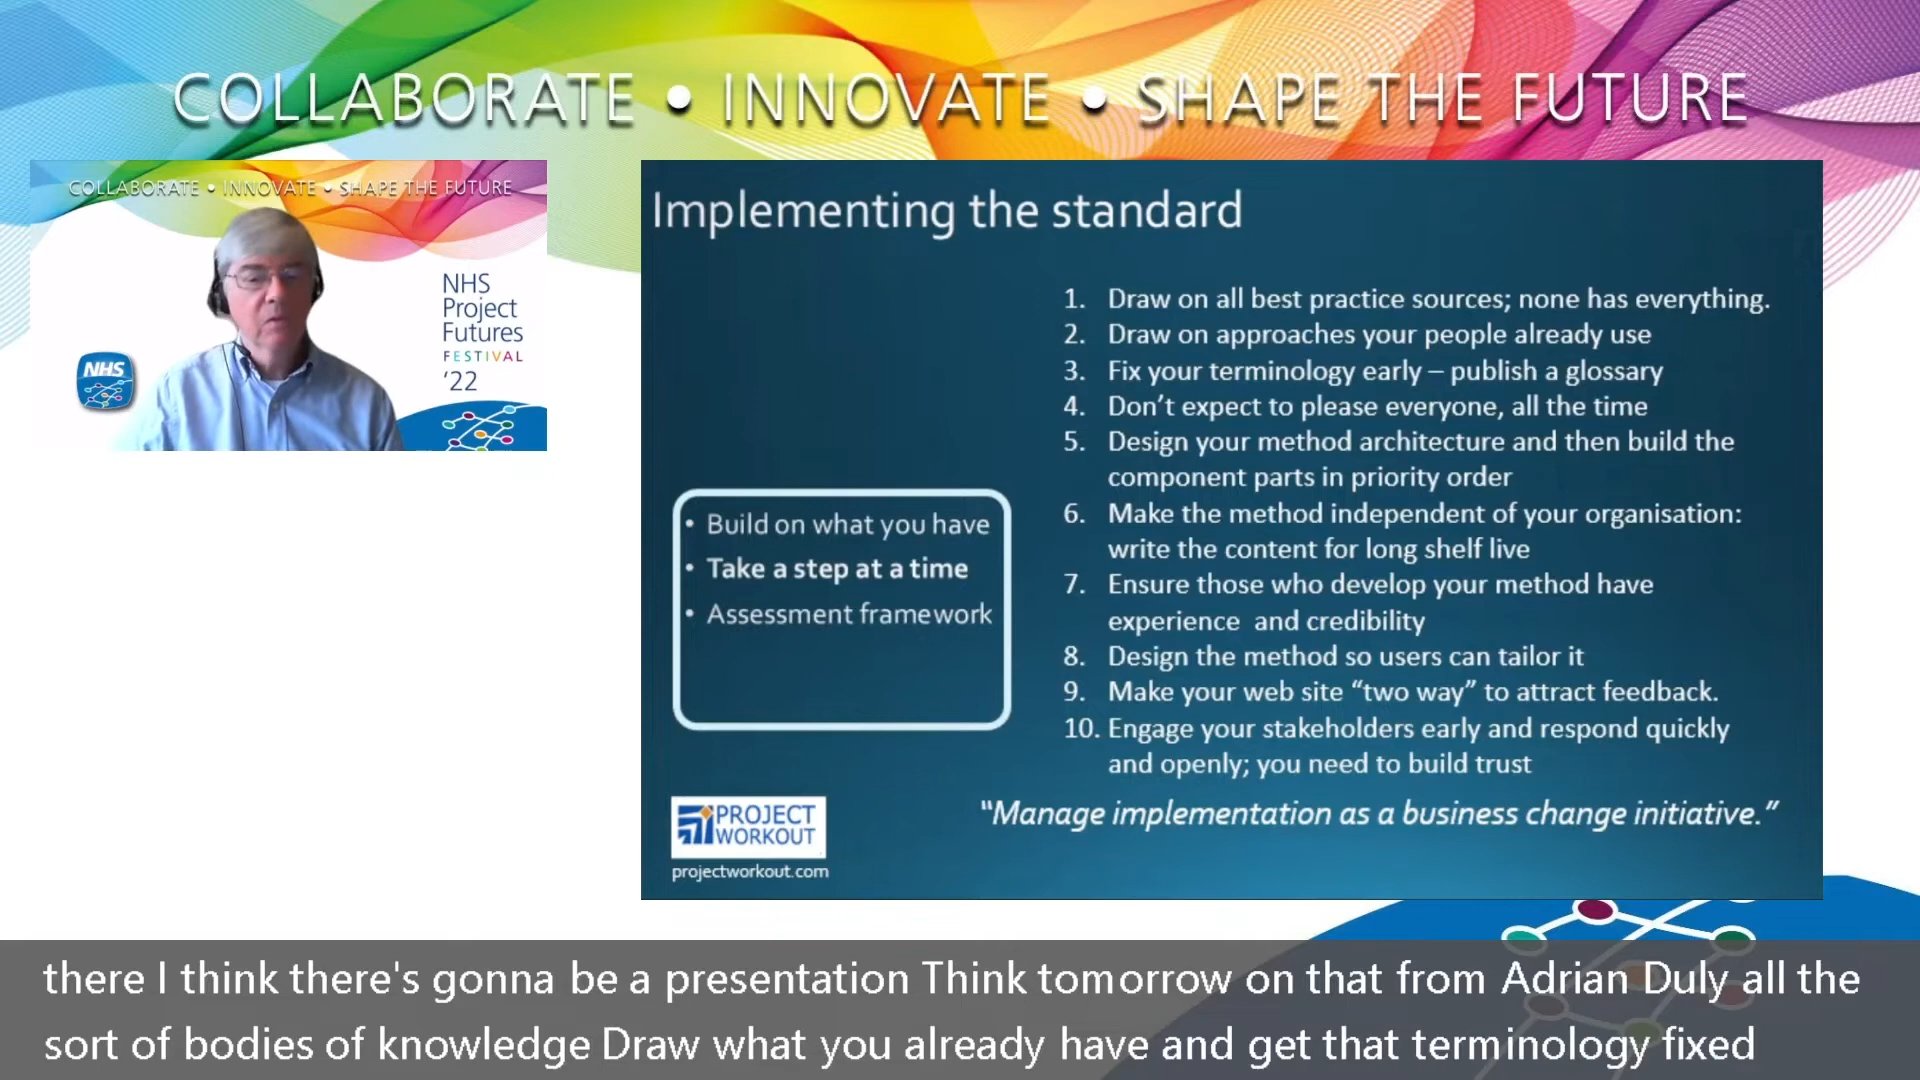 COLLABORATE • INNOVATE • SHAPE THE FUTURE
COLLABORATE • INNOVATE • SHAPE THE FUTURE
NHS
Project
Futures
FESTIVAL
'22
NHS
Implementing the standard
• Build on what you have
• Take a step at a time
• Assessment framework
1. Draw on all best practice sources; none has everything.
2. Draw on approaches your people already use
3. Fix your terminology early – publish a glossary
4. Don't expect to please everyone, all the time
5. Design your method architecture and then build the
component parts in priority order
6. Make the method independent of your organisation:
write the content for long shelf live
7. Ensure those who develop your method have
experience and credibility
8. Design the method so users can tailor it
9. Make your web site "two way" to attract feedback.
10. Engage your stakeholders early and respond quickly
and openly; you need to build trust
"Manage implementation as a business change initiative."
PROJECT
WORKOUT
projectworkout.com
there I think there's gonna be a presentation Think tomorrow on that from Adrian Duly all the
sort of bodies of knowledge Draw what you already have and get that terminology fixed